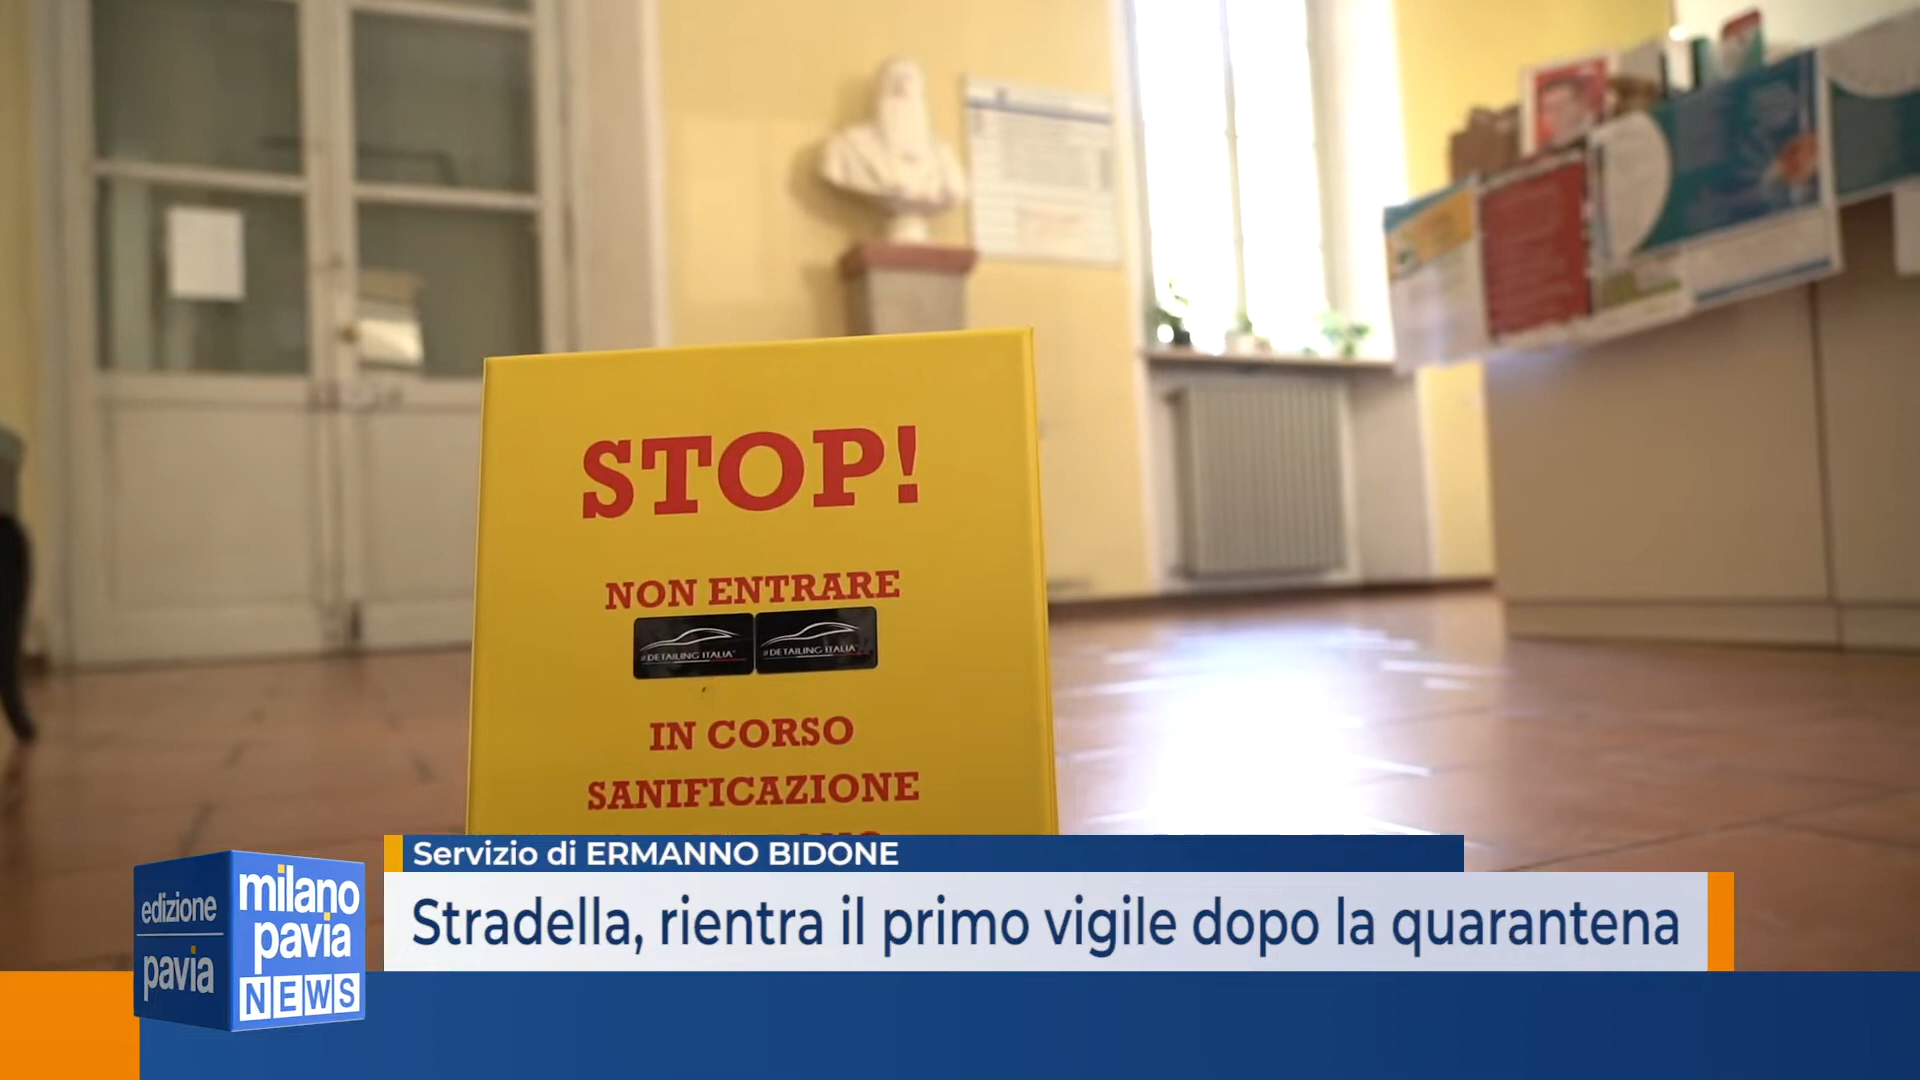 STOP!
NON ENTRARE
#DETAILING ITALIA
#DETAILING ITALIA
IN CORSO
SANIFICAZIONE
Servizio di ERMANNO BIDONE
Stradella, rientra il primo vigile dopo la quarantena
edizione
pavia
milano
pavia
NEWS